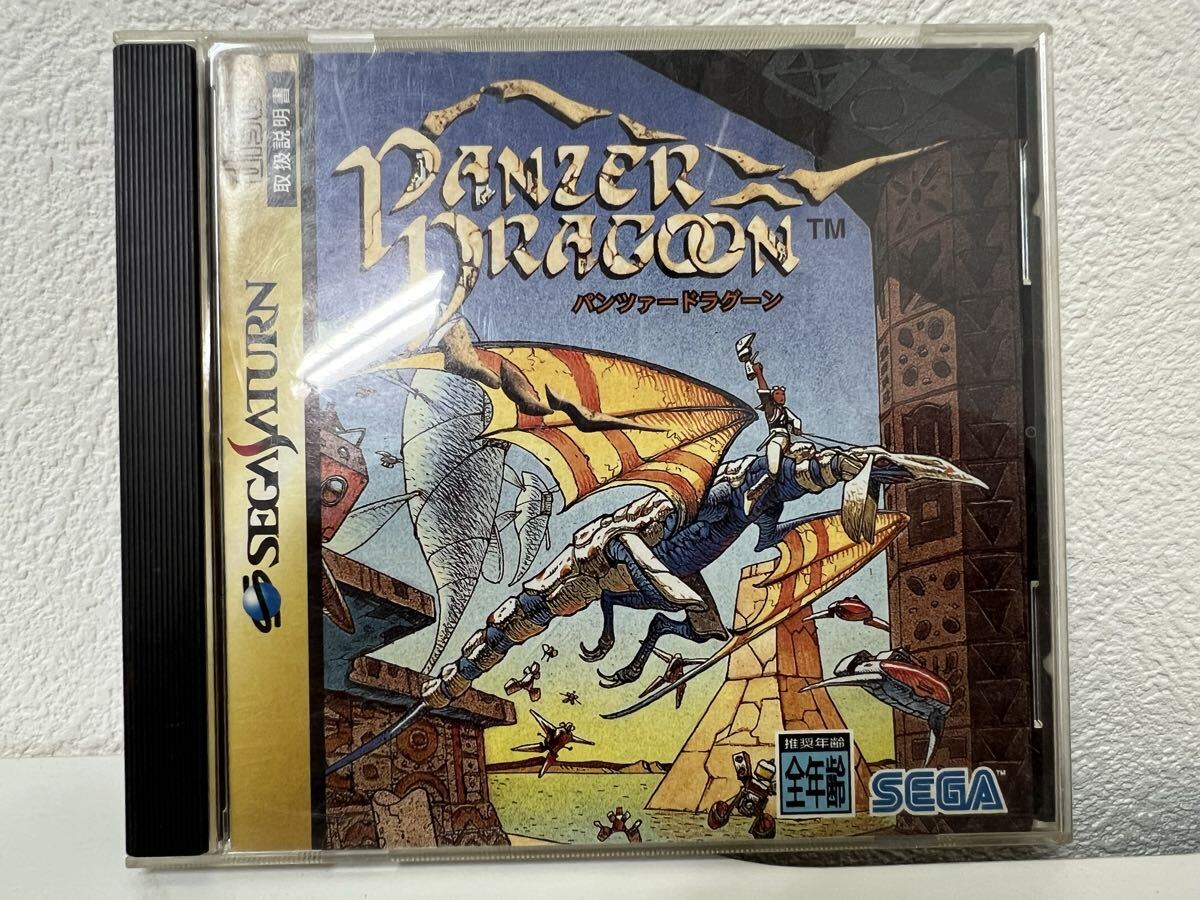 PANZER
DRAGOON™
パンツァードラグーン
取扱説明書
SEGA SATURN
推奨年齢
全年齢
SEGA™